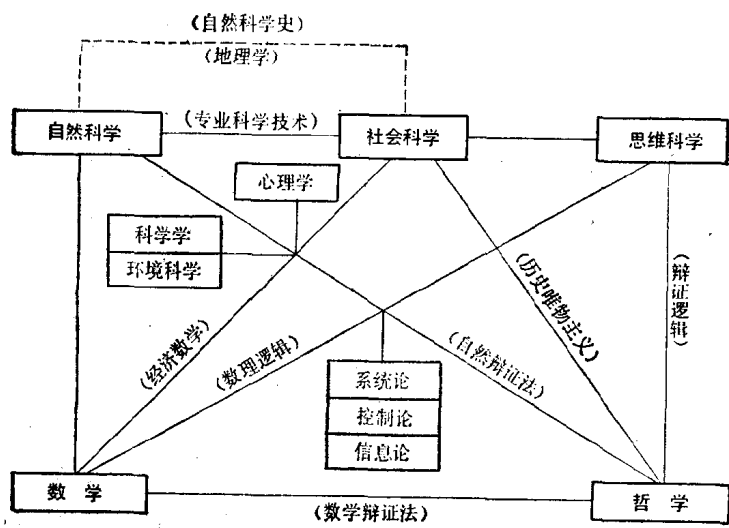 (自然科学史)
(地理学)
自然科学
(专业科学技术)
社会科学
思维科学
心理学
科学学
环境科学
(经济数学)
(数理逻辑)
(自然辩证法)
(历史唯物主义)
(辩证逻辑)
系统论
控制论
信息论
数 学
哲 学
(数学辩证法)